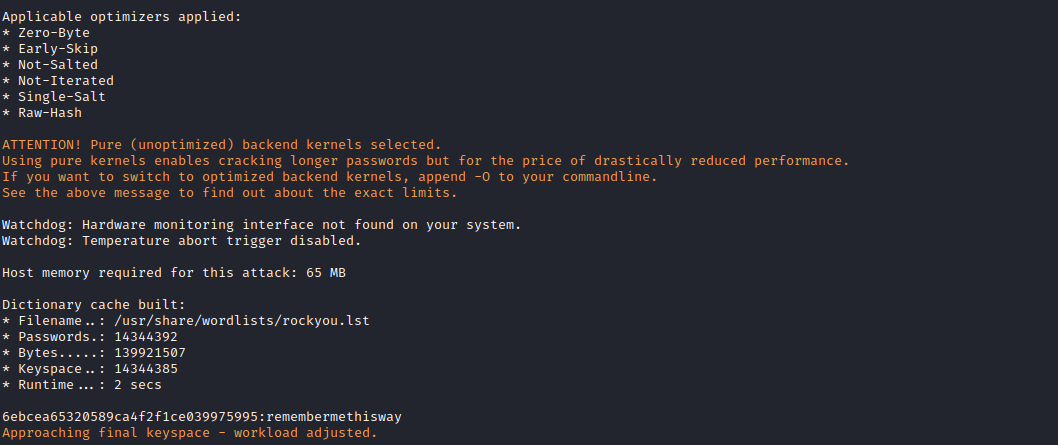 Applicable optimizers applied:
* Zero-Byte
* Early-Skip
* Not-Salted
* Not-Iterated
* Single-Salt
* Raw-Hash
ATTENTION! Pure (unoptimized) backend kernels selected.
Using pure kernels enables cracking longer passwords but for the price of drastically reduced performance.
If you want to switch to optimized backend kernels, append -O to your commandline.
See the above message to find out about the exact limits.
Watchdog: Hardware monitoring interface not found on your system.
Watchdog: Temperature abort trigger disabled.
Host memory required for this attack: 65 MB
Dictionary cache built:
* Filename..: /usr/share/wordlists/rockyou.lst
* Passwords.: 14344392
* Bytes.....: 139921507
* Keyspace..: 14344385
* Runtime...: 2 secs
6ebcea65320589ca4f2f1ce039975995:remembermethisway
Approaching final keyspace - workload adjusted.